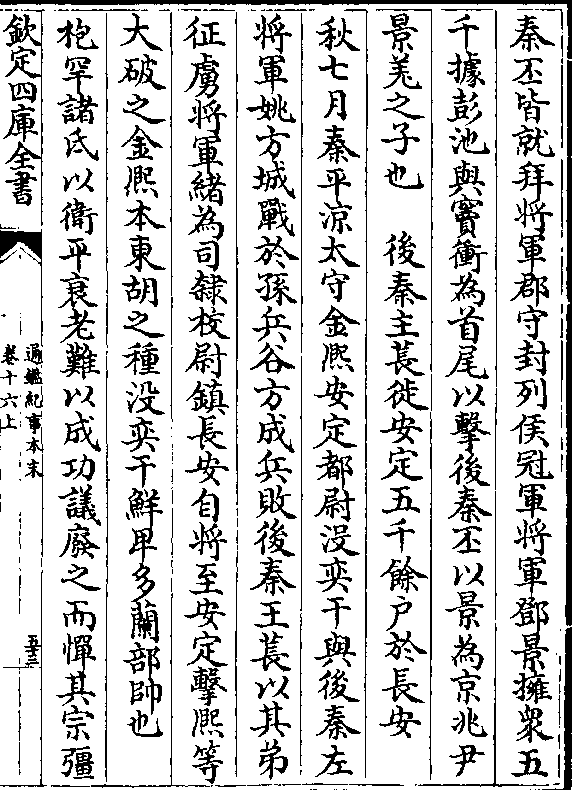 秦丕皆就拜將軍郡守封列侯冠軍將軍鄧景擁衆五
千據彭池與竇衝為首尾以擊後秦丕以景為京兆尹
景羌之子也　後秦主萇徙安定五千餘戸於長安
秋七月秦平涼太守金熈安定都尉沒奕干與後秦左
將軍姚方城戰於孫兵谷方成兵敗後秦王萇以其弟
征虜將軍緒為司隸校尉鎮長安自將至安定擊熈等
大破之金熈本東胡之種沒奕干鮮卑多蘭部帥也
枹罕諸氐以衛平衰老難以成功議廢之而憚其宗彊
欽定四庫全書
通鑑紀事本末
卷十六上
五十三